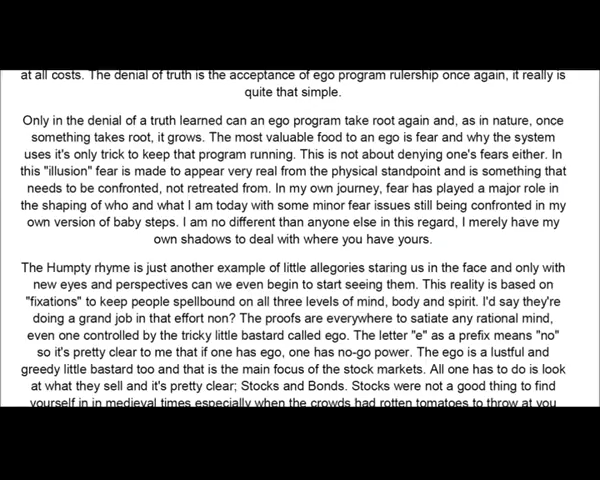 at all costs. The denial of truth is the acceptance of ego program rulership once again, it really is
quite that simple.
Only in the denial of a truth learned can an ego program take root again and, as in nature, once
something takes root, it grows. The most valuable food to an ego is fear and why the system
uses it's only trick to keep that program running. This is not about denying one's fears either. In
this "illusion" fear is made to appear very real from the physical standpoint and is something that
needs to be confronted, not retreated from. In my own journey, fear has played a major role in
the shaping of who and what I am today with some minor fear issues still being confronted in my
own version of baby steps. I am no different than anyone else in this regard, I merely have my
own shadows to deal with where you have yours.
The Humpty rhyme is just another example of little allegories staring us in the face and only with
new eyes and perspectives can we even begin to start seeing them. This reality is based on
"fixations" to keep people spellbound on all three levels of mind, body and spirit. I'd say they're
doing a grand job in that effort non? The proofs are everywhere to satiate any rational mind,
even one controlled by the tricky little bastard called ego. The letter "e" as a prefix means "no"
so it's pretty clear to me that if one has ego, one has no-go power. The ego is a lustful and
greedy little bastard too and that is the main focus of the stock markets. All one has to do is look
at what they sell and it's pretty clear; Stocks and Bonds. Stocks were not a good thing to find
yourself in in medieval times especially when the crowds had rotten tomatoes to throw at you